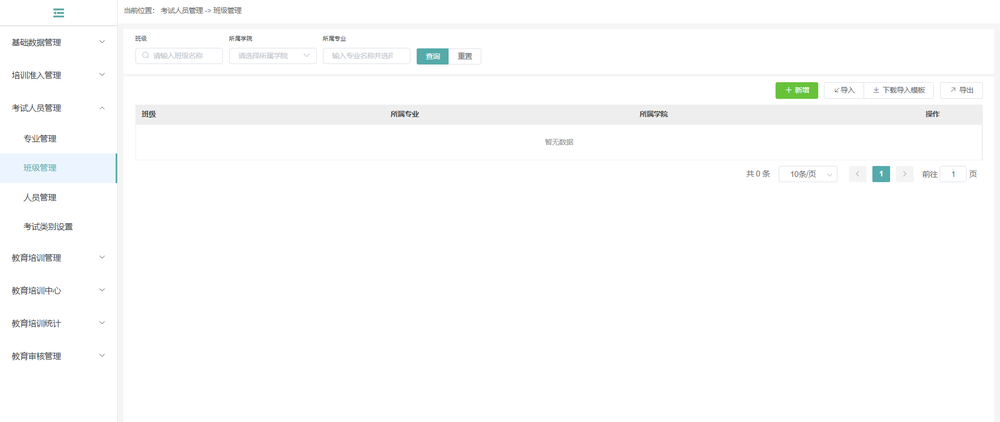 当前位置： 考试人员管理 -> 班级管理
基础数据管理
培训准入管理
考试人员管理
专业管理
班级管理
人员管理
考试类别设置
教育培训管理
教育培训中心
教育培训统计
教育审核管理
班级 所属学院 所属专业
请输入班级名称 请选择所属学院 输入专业名称并选择 查询 重置
新增 导入 下载导入模板 导出
班级 所属专业 所属学院 操作
暂无数据
共 0 条 10条/页 1 前往 1 页